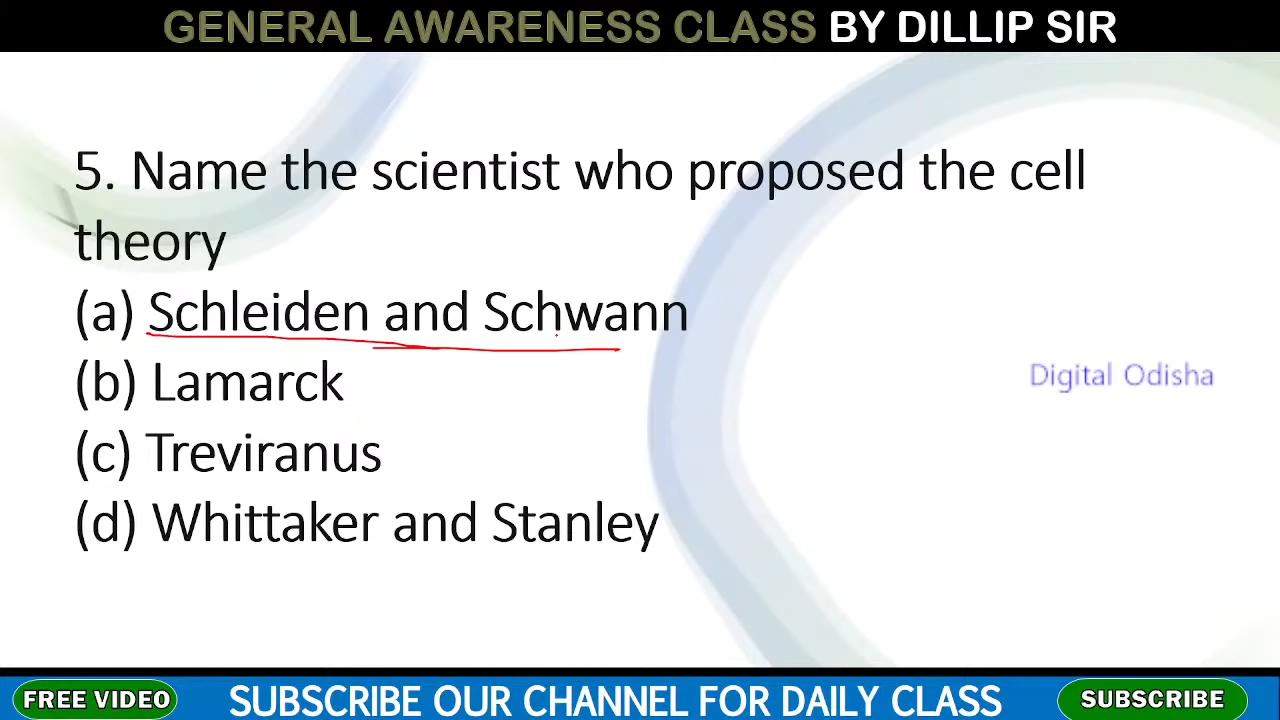 GENERAL AWARENESS CLASS BY DILLIP SIR
5. Name the scientist who proposed the cell
theory
(a) Schleiden and Schwann
(b) Lamarck
(c) Treviranus
(d) Whittaker and Stanley
Digital Odisha
FREE VIDEO SUBSCRIBE OUR CHANNEL FOR DAILY CLASS SUBSCRIBE